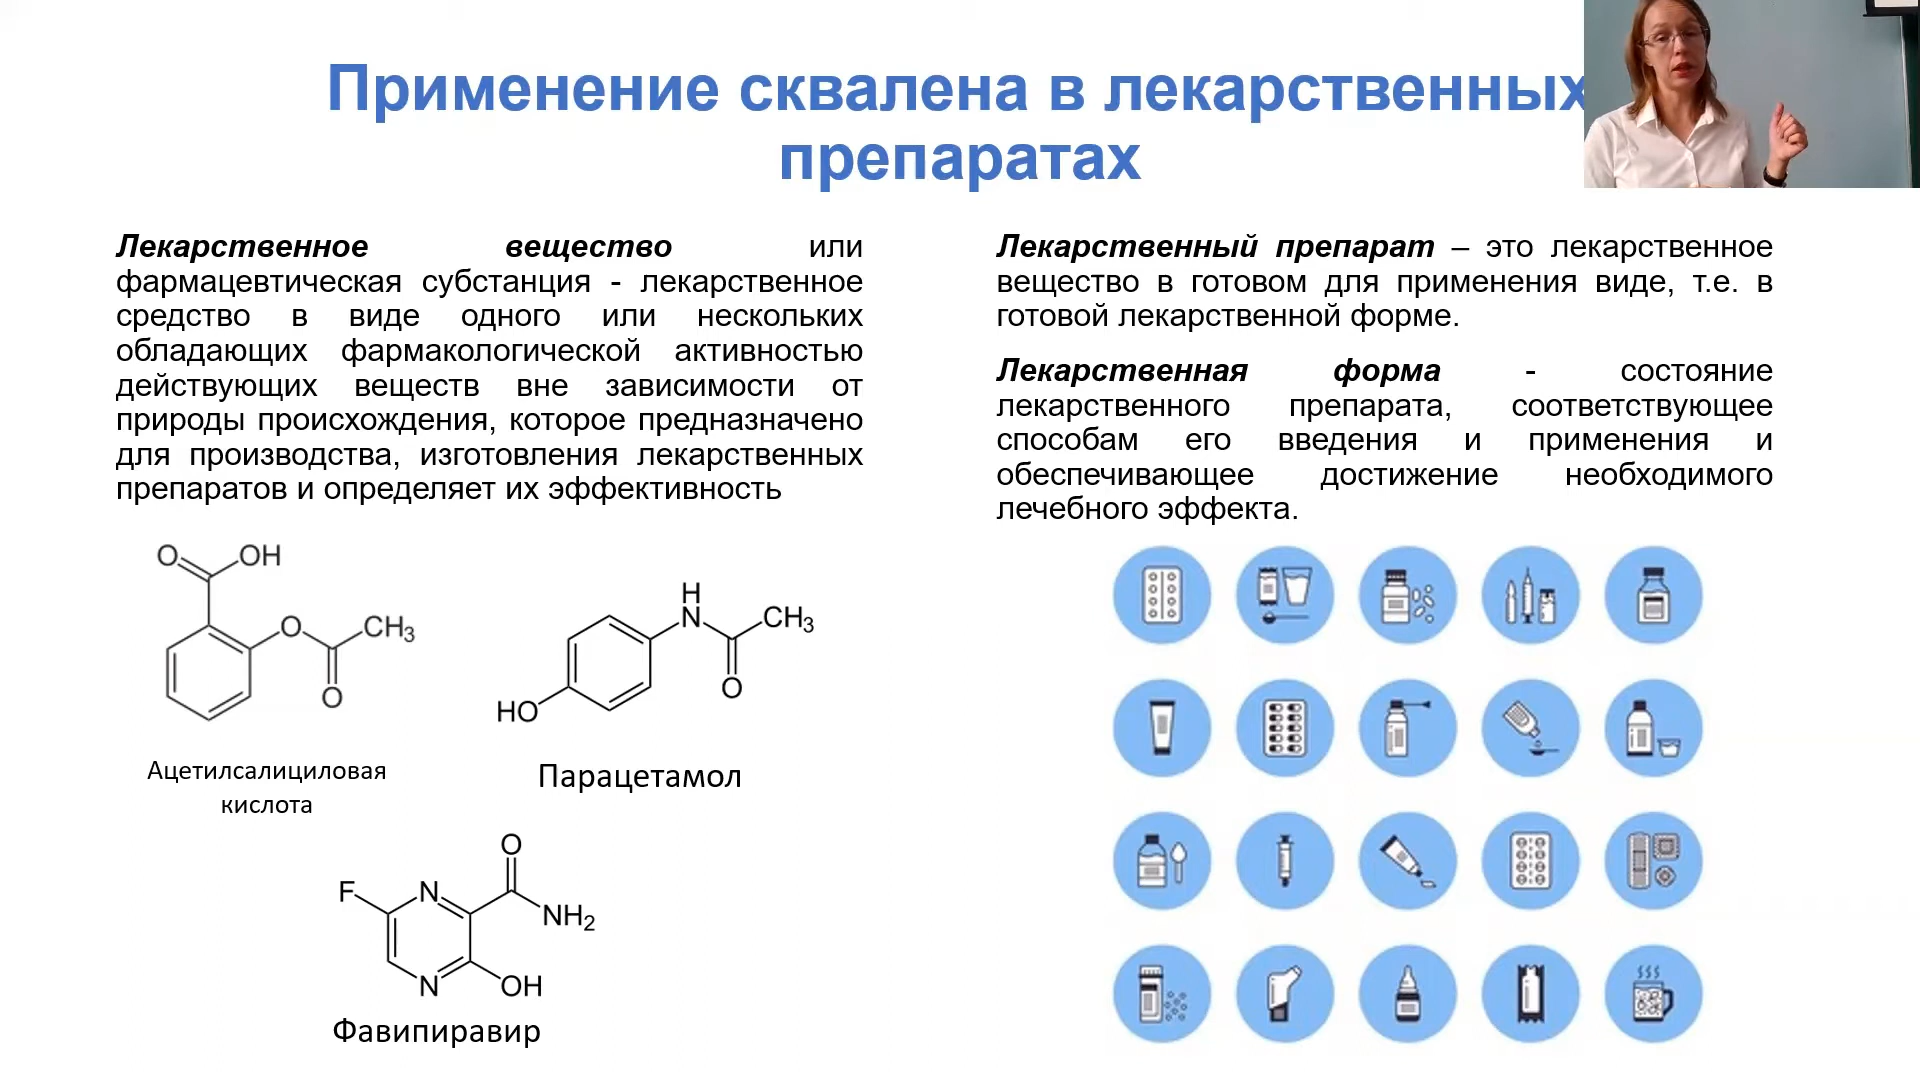 Применение сквалена в лекарственных
препаратах
Лекарственное вещество или
фармацевтическая субстанция - лекарственное
средство в виде одного или нескольких
обладающих фармакологической активностью
действующих веществ вне зависимости от
природы происхождения, которое предназначено
для производства, изготовления лекарственных
препаратов и определяет их эффективность
Лекарственный препарат – это лекарственное
вещество в готовом для применения виде, т.е. в
готовой лекарственной форме.
Лекарственная форма - состояние
лекарственного препарата, соответствующее
способам его введения и применения и
обеспечивающее достижение необходимого
лечебного эффекта.
O OH
O CH3
O
Ацетилсалициловая
кислота
H
N CH3
O
HO
Парацетамол
O
F N NH2
N OH
Фавипиравир